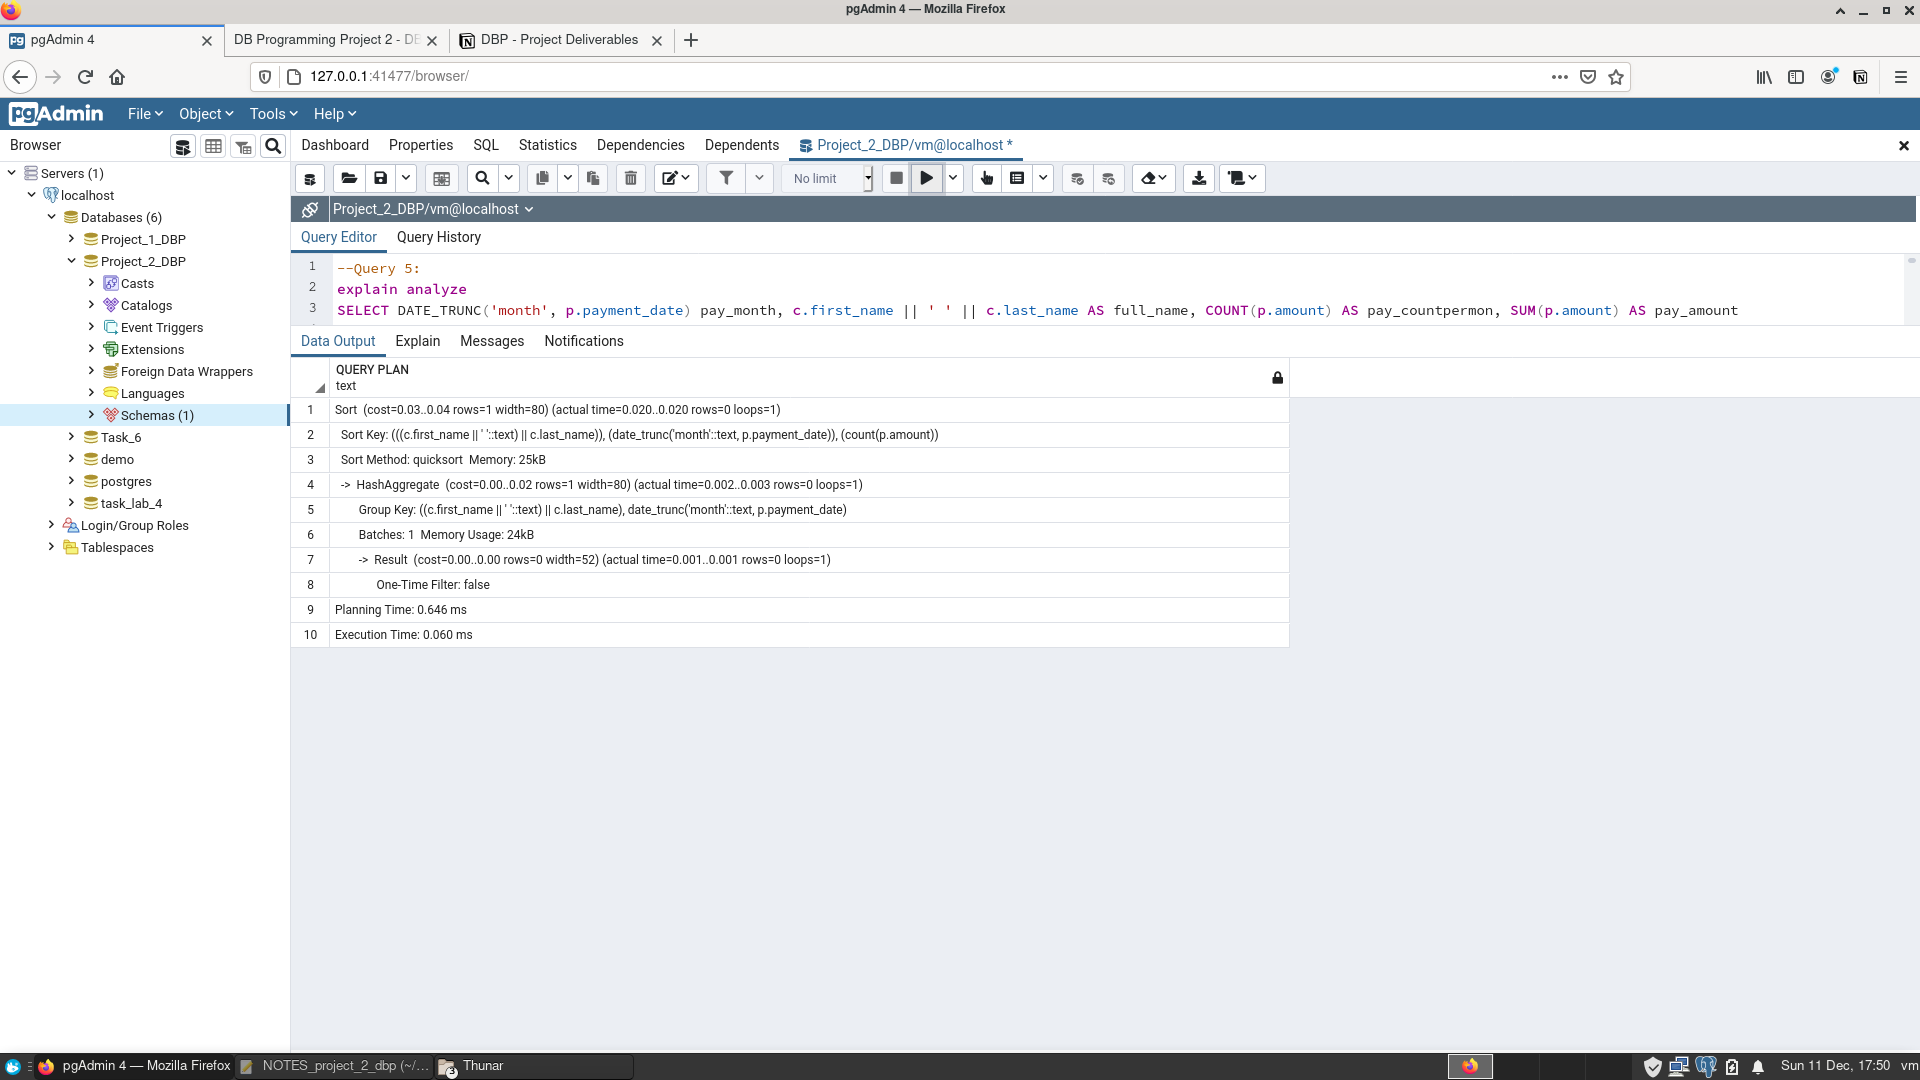 pgAdmin 4 — Mozilla Firefox
pgAdmin 4
DB Programming Project 2 - DB
DBP - Project Deliverables
127.0.0.1:41477/browser/
pgAdmin
File
Object
Tools
Help
Browser
Dashboard
Properties
SQL
Statistics
Dependencies
Dependents
Project_2_DBP/vm@localhost *
Servers (1)
localhost
Databases (6)
Project_1_DBP
Project_2_DBP
Casts
Catalogs
Event Triggers
Extensions
Foreign Data Wrappers
Languages
Schemas (1)
Task_6
demo
postgres
task_lab_4
Login/Group Roles
Tablespaces
No limit
Project_2_DBP/vm@localhost
Query Editor
Query History
1 --Query 5:
2 explain analyze
3 SELECT DATE_TRUNC('month', p.payment_date) pay_month, c.first_name || ' ' || c.last_name AS full_name, COUNT(p.amount) AS pay_countpermon, SUM(p.amount) AS pay_amount
Data Output
Explain
Messages
Notifications
QUERY PLAN
text
1 Sort (cost=0.03..0.04 rows=1 width=80) (actual time=0.020..0.020 rows=0 loops=1)
2 Sort Key: (((c.first_name || ' '::text) || c.last_name)), (date_trunc('month'::text, p.payment_date)), (count(p.amount))
3 Sort Method: quicksort Memory: 25kB
4 -> HashAggregate (cost=0.00..0.02 rows=1 width=80) (actual time=0.002..0.003 rows=0 loops=1)
5 Group Key: ((c.first_name || ' '::text) || c.last_name), date_trunc('month'::text, p.payment_date)
6 Batches: 1 Memory Usage: 24kB
7 -> Result (cost=0.00..0.00 rows=0 width=52) (actual time=0.001..0.001 rows=0 loops=1)
8 One-Time Filter: false
9 Planning Time: 0.646 ms
10 Execution Time: 0.060 ms
pgAdmin 4 — Mozilla Firefox
NOTES_project_2_dbp (~/...
3
Thunar
Sun 11 Dec, 17:50
vm